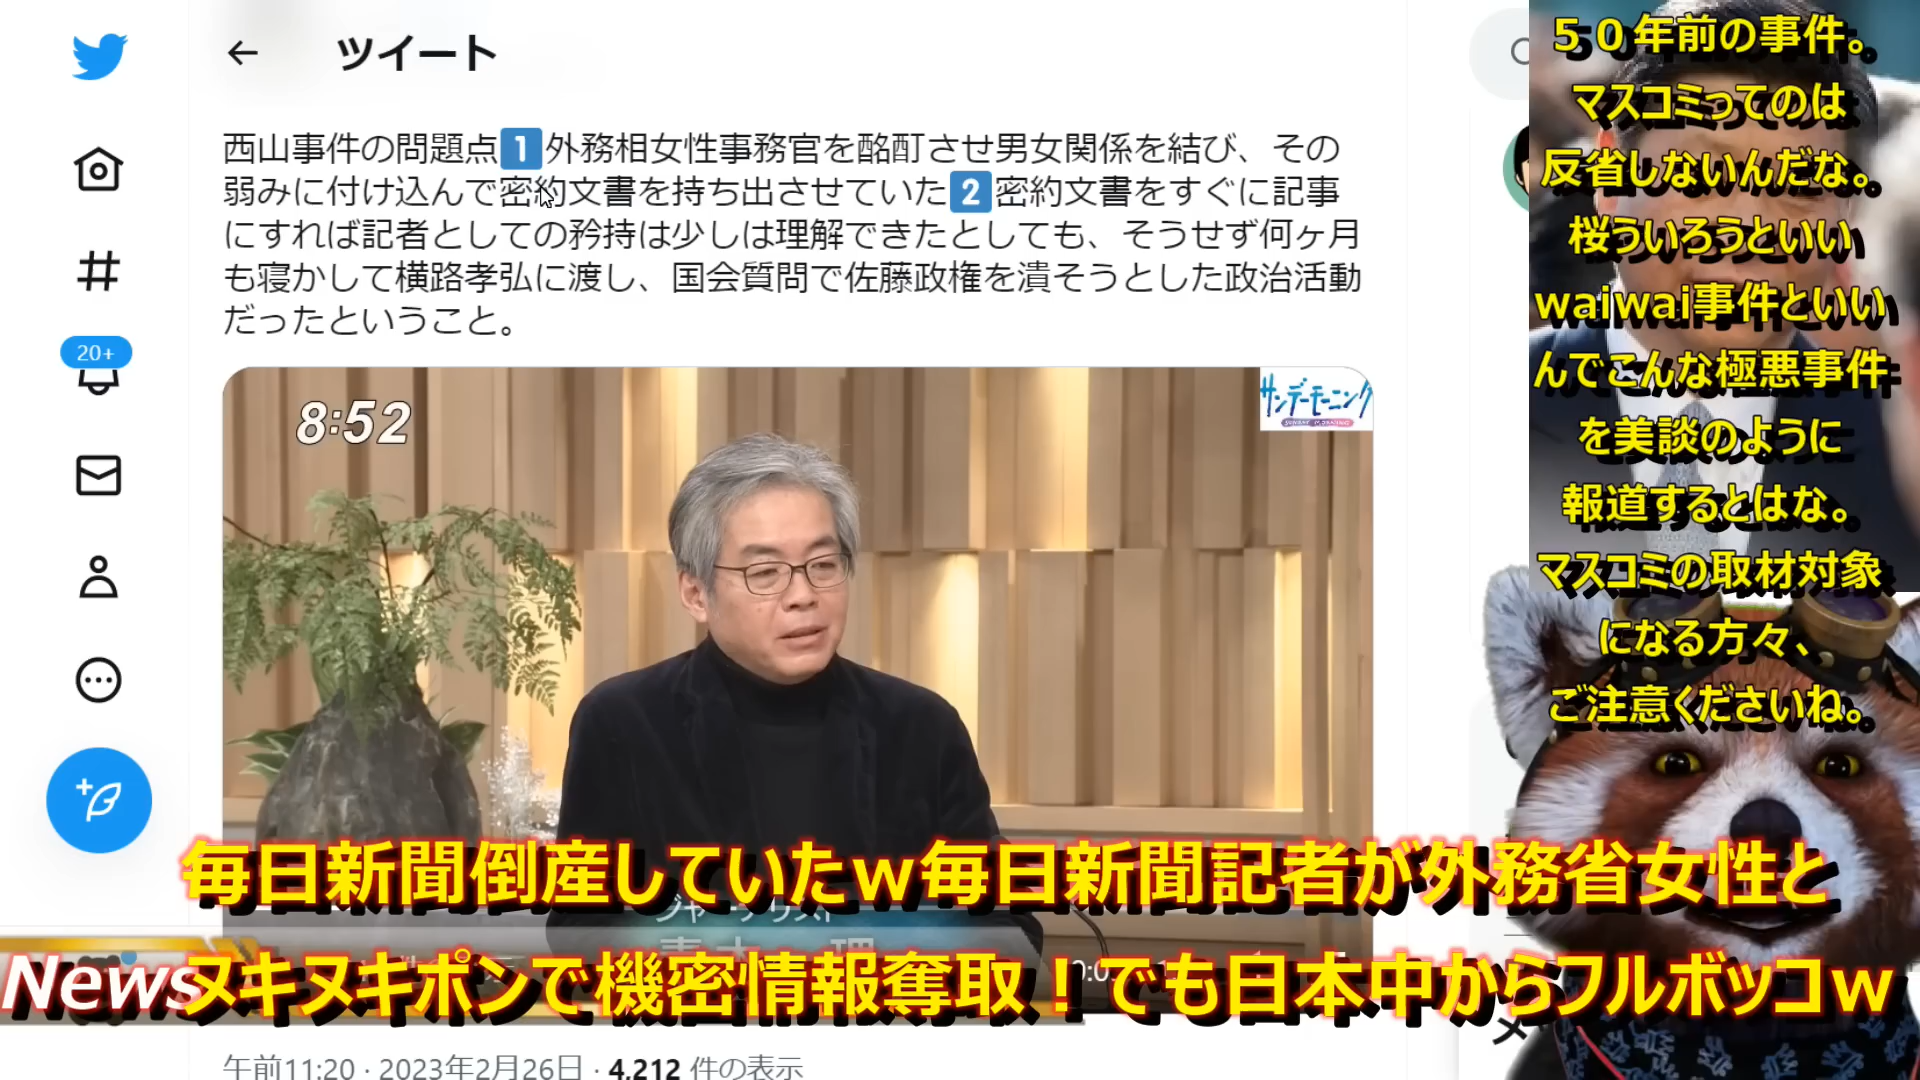 ツイート
西山事件の問題点1外務相女性事務官を酩酊させ男女関係を結び、その
弱みに付け込んで密約文書を持ち出させていた2密約文書をすぐに記事
にすれば記者としての矜持は少しは理解できたとしても、そうせず何ヶ月
も寝かして横路孝弘に渡し、国会質問で佐藤政権を潰そうとした政治活動
だったということ。
20+
8:52
サンデーモーニング
SUNDAY MORNING
ジャーナリスト
毎日新聞倒産していたw毎日新聞記者が外務省女性と
News
ヌキヌキポンで機密情報奪取！でも日本中からフルボッコw
午前11:20 · 2023年2月26日 · 4,212 件の表示
５０年前の事件。
マスコミってのは
反省しないんだな。
桜ういろうといい
waiwai事件といい
んでこんな極悪事件
を美談のように
報道するとはな。
マスコミの取材対象
になる方々、
ご注意くださいね。